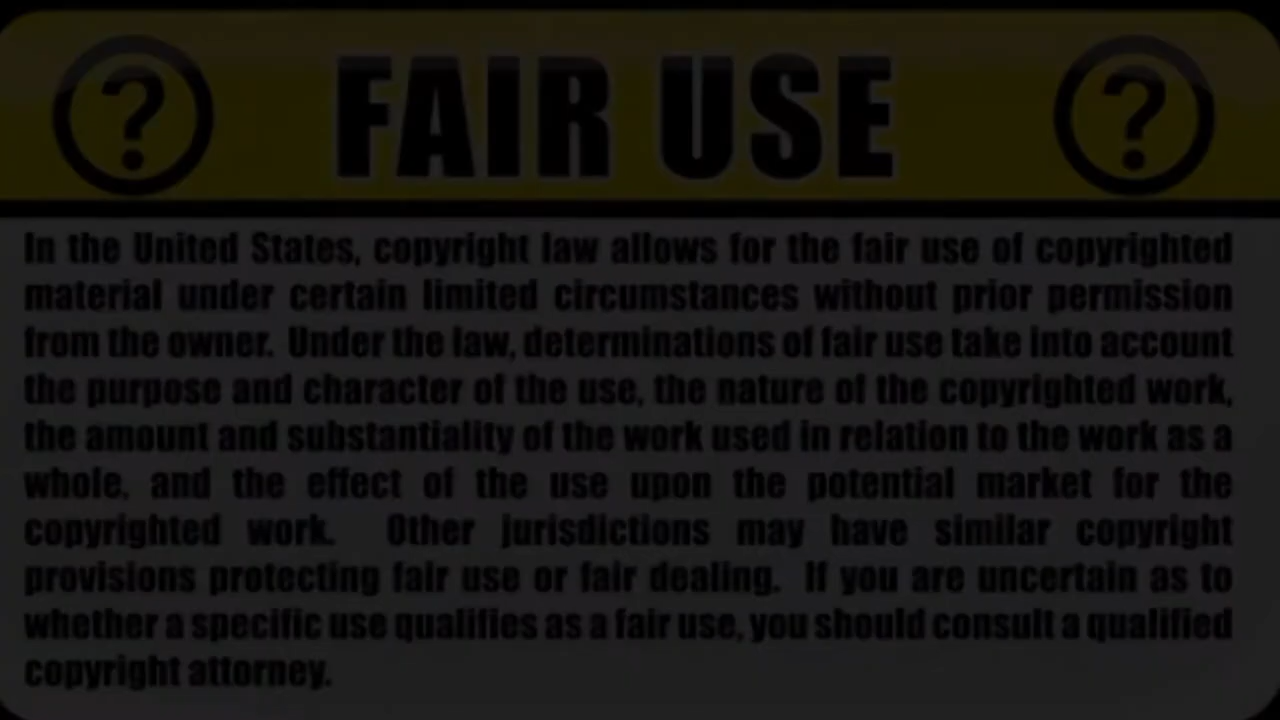 ? FAIR USE ?
In the United States, copyright law allows for the fair use of copyrighted
material under certain limited circumstances without prior permission
from the owner. Under the law, determinations of fair use take into account
the purpose and character of the use, the nature of the copyrighted work,
the amount and substantiality of the work used in relation to the work as a
whole, and the effect of the use upon the potential market for the
copyrighted work. Other jurisdictions may have similar copyright
provisions protecting fair use or fair dealing. If you are uncertain as to
whether a specific use qualifies as a fair use, you should consult a qualified
copyright attorney.